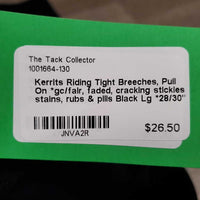 The Tack Collector
1001664-130
Kerrits Riding Tight Breeches, Pull
On *gc/fair, faded, cracking stickies
stains, rubs & pills Black Lg *28/30"
JNVA2R
$26.50